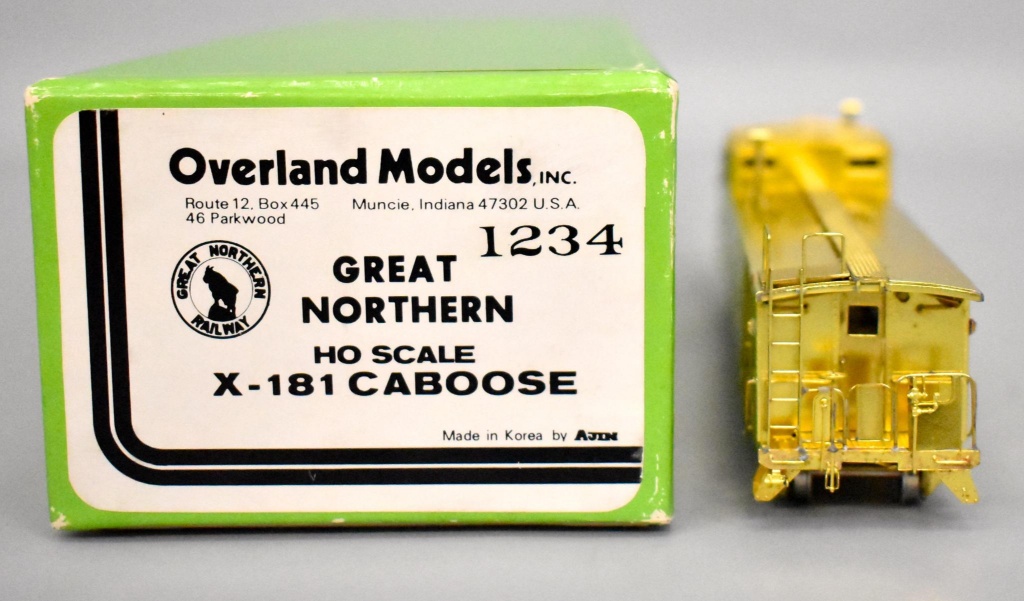 Overland Models, INC.
Route 12, Box 445 Muncie, Indiana 47302 U.S.A.
46 Parkwood
1234
GREAT NORTHERN RAILWAY
GREAT
NORTHERN
HO SCALE
X-181 CABOOSE
Made in Korea by AJIN